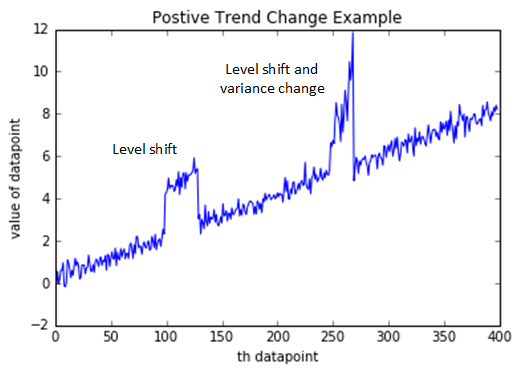 Postive Trend Change Example
12
10
8
6
4
2
0
−2
value of datapoint
Level shift
Level shift and
variance change
0
50
100
150
200
250
300
350
400
th datapoint